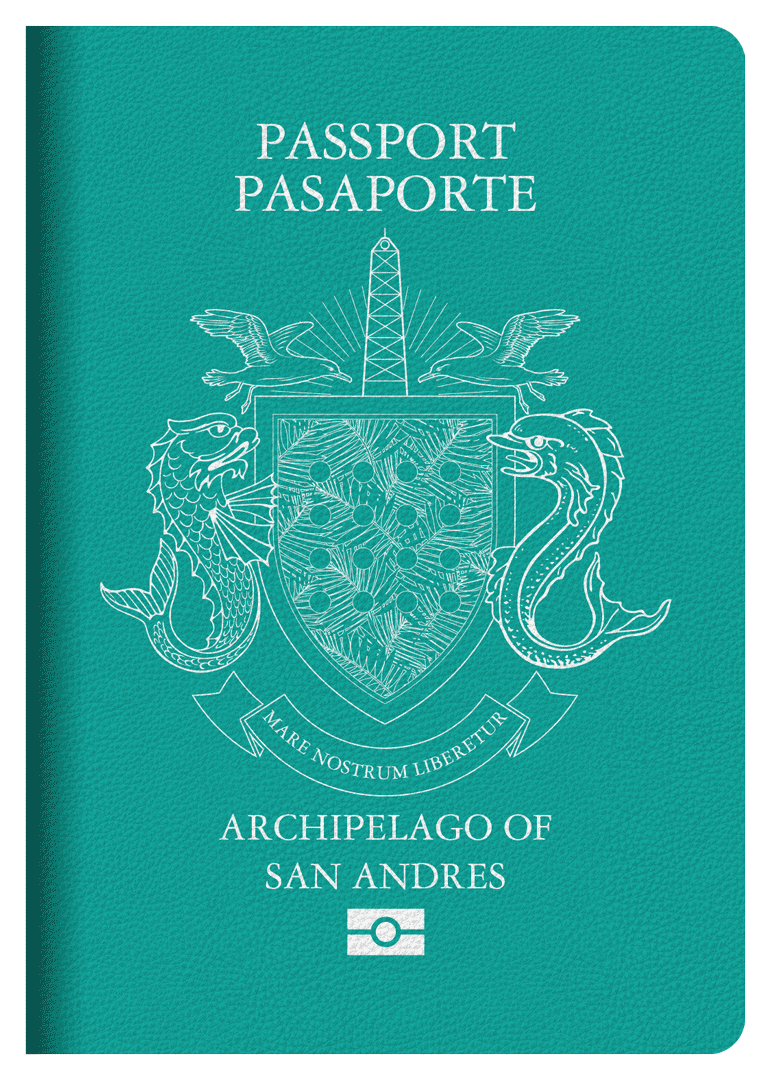 PASSPORT
PASAPORTE
MARE NOSTRUM LIBERETUR
ARCHIPELAGO OF
SAN ANDRES